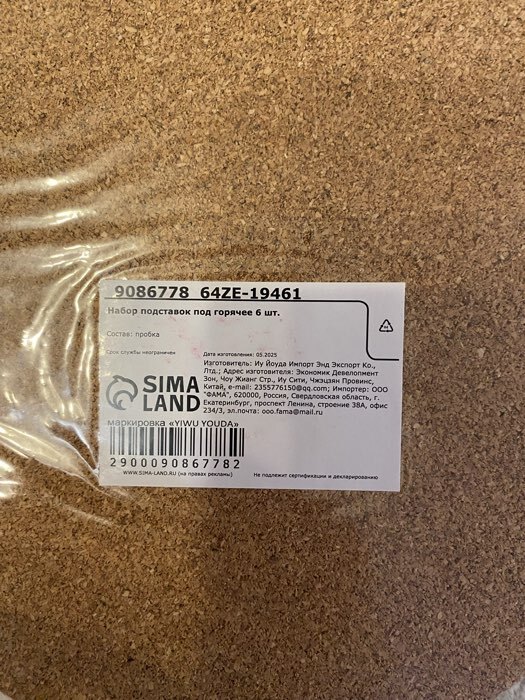 9086778 64ZE-19461
Набор подставок под горячее 6 шт.
Состав: пробка
Срок службы неограничен
Дата изготовления: 05.2025
Изготовитель: Иу Йоуда Импорт Энд Экспорт Ко.,
Лтд.; Адрес изготовителя: Экономик Девелопмент
Зон, Чоу Жианг Стр., Иу Сити, Чжэцзян Провинс,
Китай, e-mail: 2355776150@qq.com; Импортер: ООО
"ФАМА", 620000, Россия, Свердловская область, г.
Екатеринбург, проспект Ленина, строение 38А, офис
234/3, эл.почта: ooo.fama@mail.ru
SIMA
LAND
маркировка «YIWU YOUDA»
2900090867782
WWW.SIMA-LAND.RU (на правах рекламы)
Не подлежит сертификации и декларированию